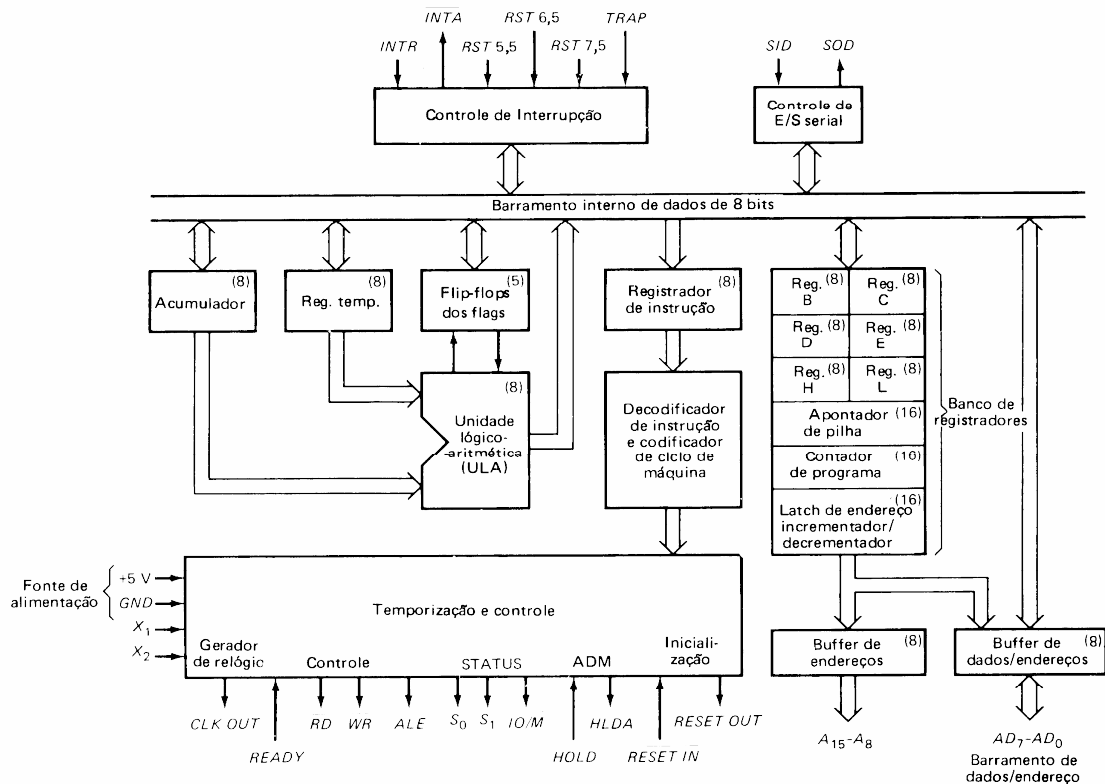 INTA
RST 6,5
TRAP
INTR
RST 5,5
RST 7,5
SID
SOD
Controle de Interrupção
Controle de
E/S serial
Barramento interno de dados de 8 bits
(8)
Acumulador
(8)
Reg. temp.
(5)
Flip-flops
dos flags
(8)
Registrador
de instrução
Reg. (8)
B
Reg. (8)
C
Reg. (8)
D
Reg. (8)
E
Reg. (8)
H
Reg. (8)
L
Apontador (16)
de pilha
Contador (16)
de programa
Latch de endereço (16)
incrementador/
decrementador
Banco de
registradores
(8)
Unidade
lógico-
-aritmética
(ULA)
Decodificador
de instrução
e codificador
de ciclo de
máquina
Fonte de
alimentação
+5 V
GND
X1
X2
Temporização e controle
Gerador
de relógio
Controle
STATUS
ADM
Iniciali-
zação
Buffer de (8)
endereços
Buffer de (8)
dados/endereços
CLK OUT
READY
RD
WR
ALE
S0
S1
IO/M
HOLD
HLDA
RESET IN
RESET OUT
A15-A8
AD7-AD0
Barramento de
dados/endereço